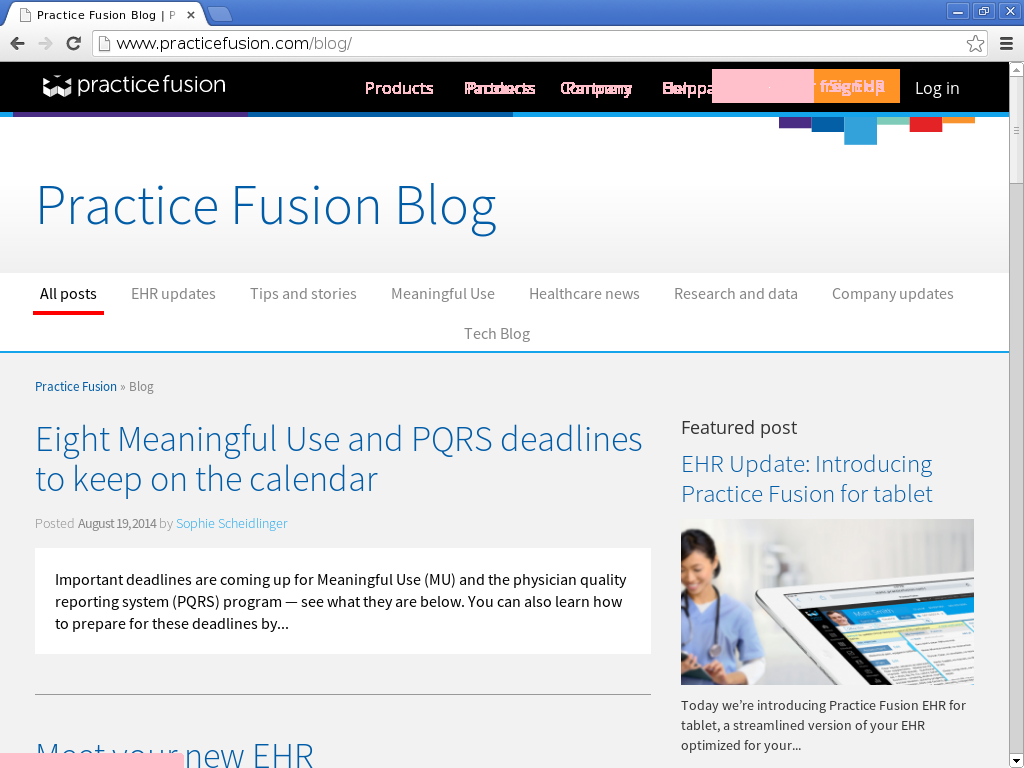 Practice Fusion Blog | P
www.practicefusion.com/blog/
practice fusion
Products
Log in
Practice Fusion Blog
All posts EHR updates Tips and stories Meaningful Use Healthcare news Research and data Company updates
Tech Blog
Practice Fusion » Blog
Eight Meaningful Use and PQRS deadlines
to keep on the calendar
Posted August 19, 2014 by Sophie Scheidlinger
Important deadlines are coming up for Meaningful Use (MU) and the physician quality
reporting system (PQRS) program — see what they are below. You can also learn how
to prepare for these deadlines by...
Meet your new EHR
Featured post
EHR Update: Introducing
Practice Fusion for tablet
Today we're introducing Practice Fusion EHR for
tablet, a streamlined version of your EHR
optimized for your...